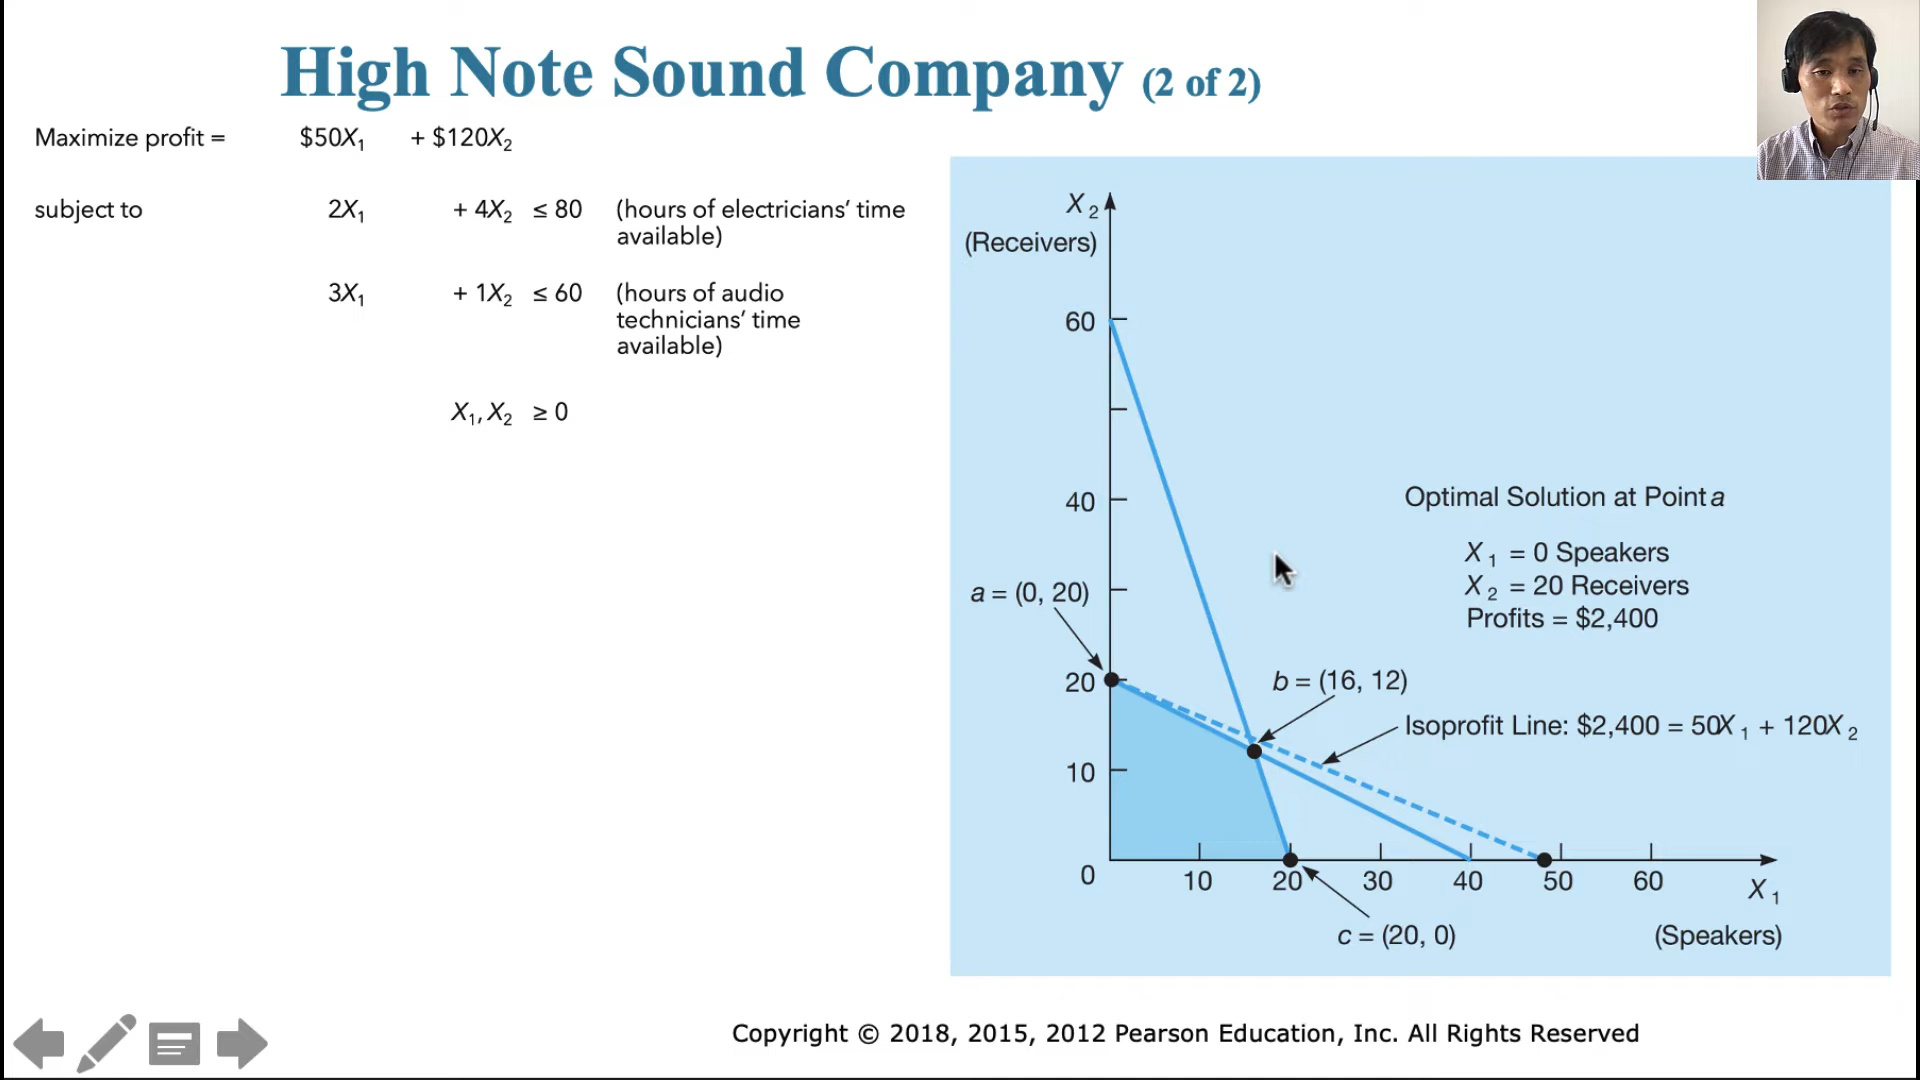 High Note Sound Company (2 of 2)
Maximize profit = $50X₁ + $120X₂
subject to 2X₁ + 4X₂ ≤ 80 (hours of electricians’ time
available)
3X₁ + 1X₂ ≤ 60 (hours of audio
technicians’ time
available)
X₁, X₂ ≥ 0
X₂
(Receivers)
60
40
20
10
0
10 20 30 40 50 60
X₁
(Speakers)
a = (0, 20)
b = (16, 12)
c = (20, 0)
Optimal Solution at Point a
X₁ = 0 Speakers
X₂ = 20 Receivers
Profits = $2,400
Isoprofit Line: $2,400 = 50X₁ + 120X₂
Copyright © 2018, 2015, 2012 Pearson Education, Inc. All Rights Reserved